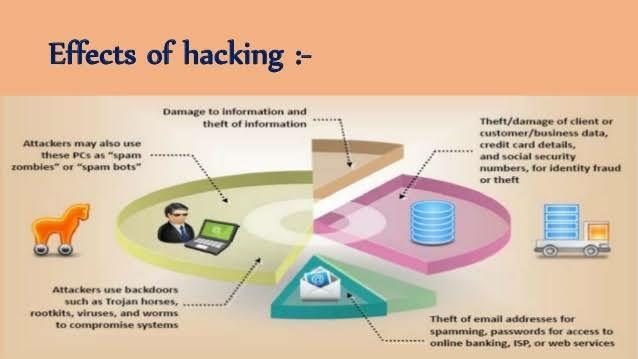 Effects of hacking :-
Damage to information and
theft of information
Theft/damage of client or
customer/business data,
credit card details,
and social security
numbers, for identity fraud
or theft
Attackers may also use
these PCs as "spam
zombies" or "spam bots"
Attackers use backdoors
such as Trojan horses,
rootkits, viruses, and worms
to compromise systems
Theft of email addresses for
spamming, passwords for access to
online banking, ISP, or web services